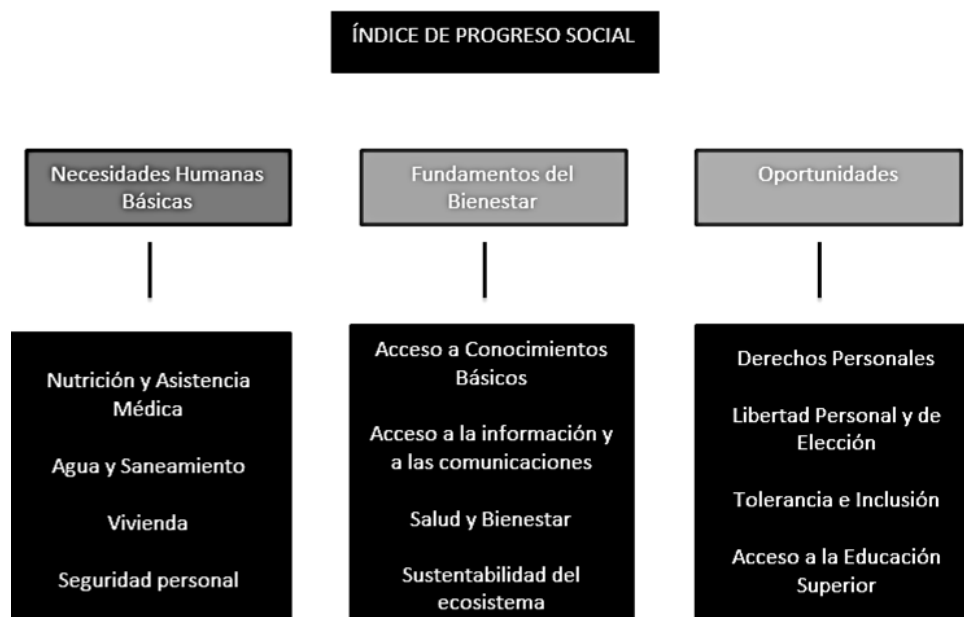 ÍNDICE DE PROGRESO SOCIAL
Necesidades Humanas
Básicas
Fundamentos del
Bienestar
Oportunidades
Nutrición y Asistencia
Médica
Agua y Saneamiento
Vivienda
Seguridad personal
Acceso a Conocimientos
Básicos
Acceso a la información y
a las comunicaciones
Salud y Bienestar
Sustentabilidad del
ecosistema
Derechos Personales
Libertad Personal y de
Elección
Tolerancia e Inclusión
Acceso a la Educación
Superior